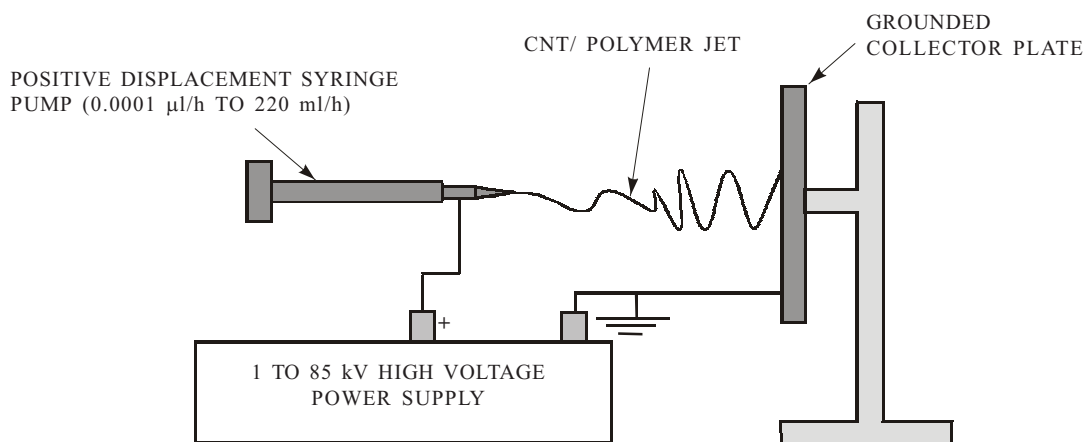 GROUNDED
COLLECTOR PLATE
CNT/ POLYMER JET
POSITIVE DISPLACEMENT SYRINGE
PUMP (0.0001 µl/h TO 220 ml/h)
+
1 TO 85 kV HIGH VOLTAGE
POWER SUPPLY